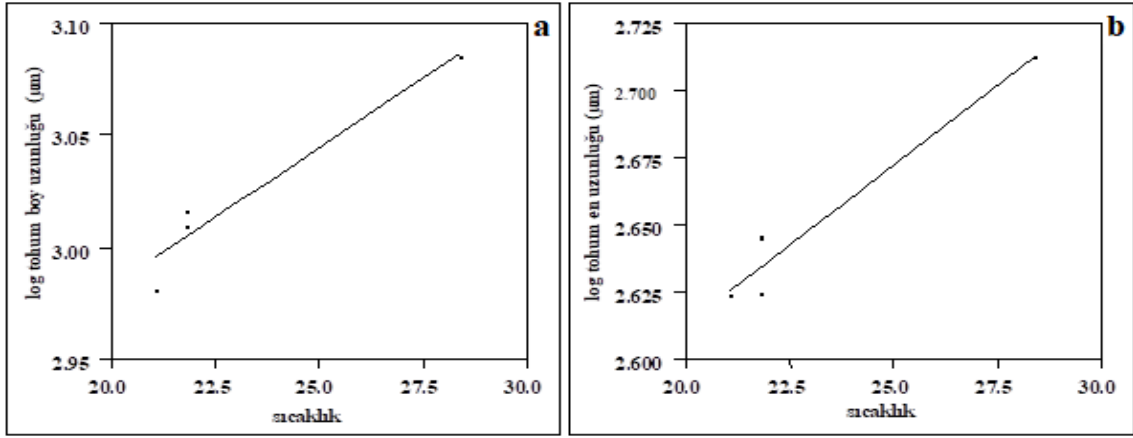 a
log tohum boy uzunluğu (µm)
3.10
3.05
3.00
2.95
20.0 22.5 25.0 27.5 30.0
sıcaklık
b
log tohum en uzunluğu (µm)
2.725
2.700
2.675
2.650
2.625
2.600
20.0 22.5 25.0 27.5 30.0
sıcaklık